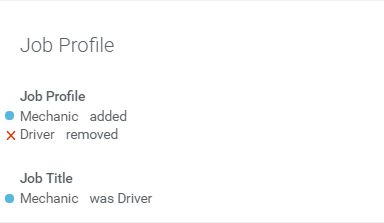 Job Profile
Job Profile
Mechanic added
Driver removed
Job Title
Mechanic was Driver